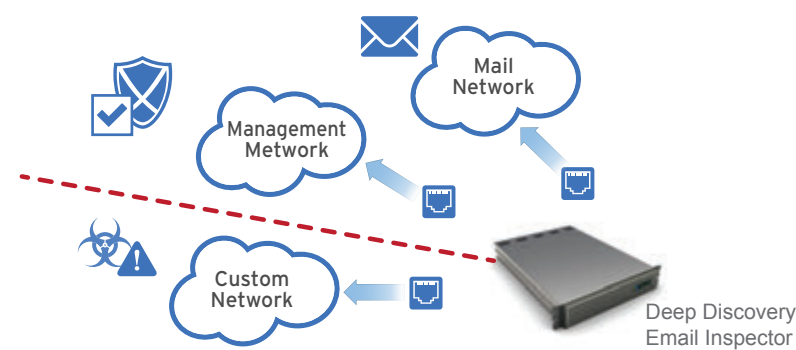 Mail
Network
Management
Metwork
Custom
Network
Deep Discovery
Email Inspector